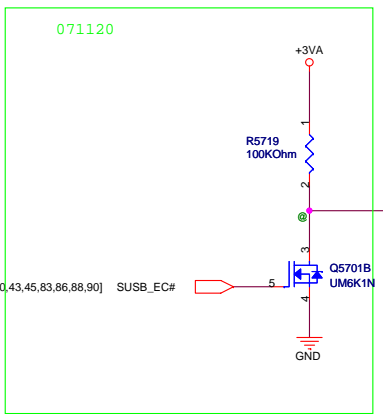 071120
+3VA
1
R5719
100KOhm
2
@
3
Q5701B
UM6K1N
0,43,45,83,86,88,90] SUSB_EC#
5
4
GND